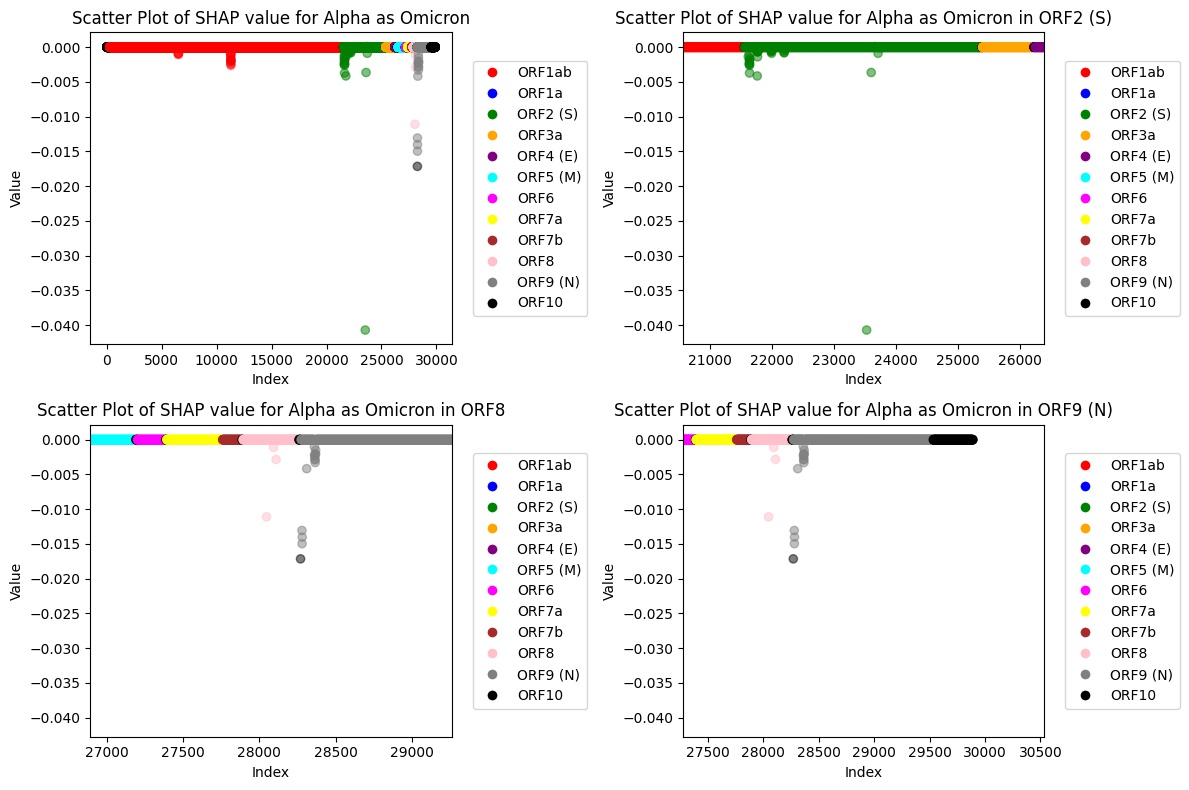 Scatter Plot of SHAP value for Alpha as Omicron
0.000
−0.005
−0.010
−0.015
−0.020
−0.025
−0.030
−0.035
−0.040
Value
0 5000 10000 15000 20000 25000 30000
Index
ORF1ab
ORF1a
ORF2 (S)
ORF3a
ORF4 (E)
ORF5 (M)
ORF6
ORF7a
ORF7b
ORF8
ORF9 (N)
ORF10
Scatter Plot of SHAP value for Alpha as Omicron in ORF2 (S)
0.000
−0.005
−0.010
−0.015
−0.020
−0.025
−0.030
−0.035
−0.040
Value
21000 22000 23000 24000 25000 26000
Index
ORF1ab
ORF1a
ORF2 (S)
ORF3a
ORF4 (E)
ORF5 (M)
ORF6
ORF7a
ORF7b
ORF8
ORF9 (N)
ORF10
Scatter Plot of SHAP value for Alpha as Omicron in ORF8
0.000
−0.005
−0.010
−0.015
−0.020
−0.025
−0.030
−0.035
−0.040
Value
27000 27500 28000 28500 29000
Index
ORF1ab
ORF1a
ORF2 (S)
ORF3a
ORF4 (E)
ORF5 (M)
ORF6
ORF7a
ORF7b
ORF8
ORF9 (N)
ORF10
Scatter Plot of SHAP value for Alpha as Omicron in ORF9 (N)
0.000
−0.005
−0.010
−0.015
−0.020
−0.025
−0.030
−0.035
−0.040
Value
27500 28000 28500 29000 29500 30000 30500
Index
ORF1ab
ORF1a
ORF2 (S)
ORF3a
ORF4 (E)
ORF5 (M)
ORF6
ORF7a
ORF7b
ORF8
ORF9 (N)
ORF10